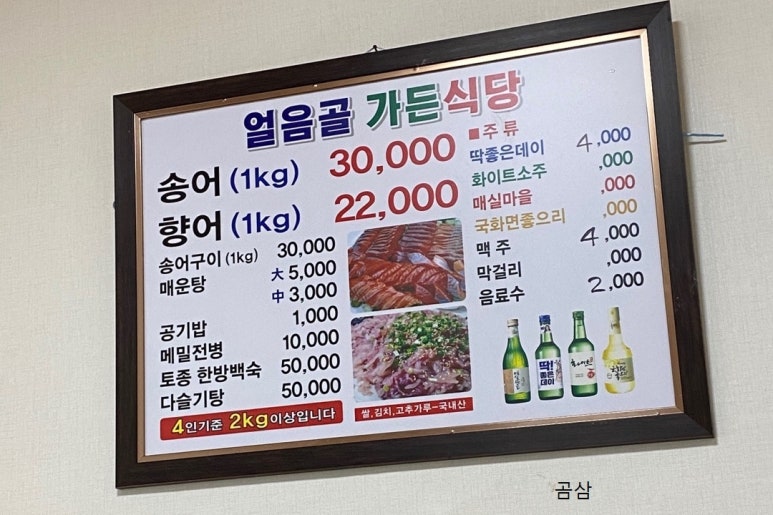 얼음골 가든식당
송어 (1kg) 30,000
향어 (1kg) 22,000
송어구이 (1kg) 30,000
매운탕 大 5,000
中 3,000
공기밥 1,000
메밀전병 10,000
토종 한방백숙 50,000
다슬기탕 50,000
4인기준 2kg이상입니다
쌀,김치,고추가루-국내산
■주 류
딱좋은데이 4,000
화이트소주 ,000
매실마을 ,000
국화면좋으리 ,000
맥 주 4,000
막걸리 ,000
음료수 2,000
딱!
좋은
데이
곰삼